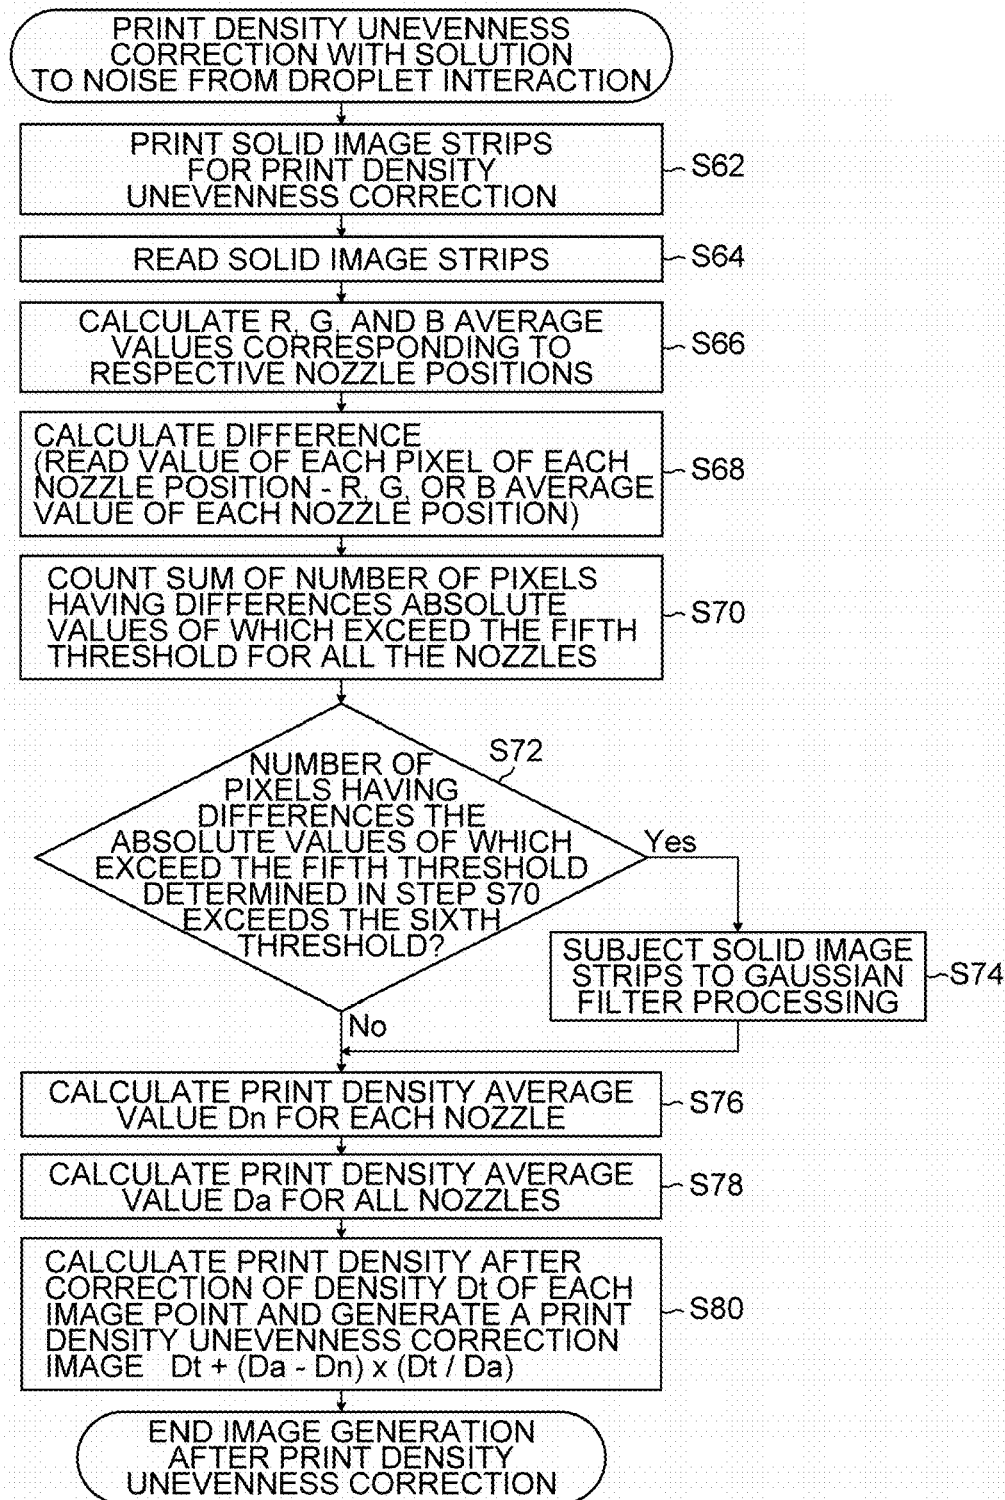 PRINT DENSITY UNEVENNESS
CORRECTION WITH SOLUTION
TO NOISE FROM DROPLET INTERACTION
PRINT SOLID IMAGE STRIPS
FOR PRINT DENSITY
UNEVENNESS CORRECTION
S62
READ SOLID IMAGE STRIPS
S64
CALCULATE R, G, AND B AVERAGE
VALUES CORRESPONDING TO
RESPECTIVE NOZZLE POSITIONS
S66
CALCULATE DIFFERENCE
(READ VALUE OF EACH PIXEL OF EACH
NOZZLE POSITION - R, G, OR B AVERAGE
VALUE OF EACH NOZZLE POSITION)
S68
COUNT SUM OF NUMBER OF PIXELS
HAVING DIFFERENCES ABSOLUTE
VALUES OF WHICH EXCEED THE FIFTH
THRESHOLD FOR ALL THE NOZZLES
S70
S72
NUMBER OF
PIXELS HAVING
DIFFERENCES THE
ABSOLUTE VALUES OF WHICH
EXCEED THE FIFTH THRESHOLD
DETERMINED IN STEP S70
EXCEEDS THE SIXTH
THRESHOLD?
Yes
SUBJECT SOLID IMAGE
STRIPS TO GAUSSIAN
FILTER PROCESSING
S74
No
CALCULATE PRINT DENSITY AVERAGE
VALUE Dn FOR EACH NOZZLE
S76
CALCULATE PRINT DENSITY AVERAGE
VALUE Da FOR ALL NOZZLES
S78
CALCULATE PRINT DENSITY AFTER
CORRECTION OF DENSITY Dt OF EACH
IMAGE POINT AND GENERATE A PRINT
DENSITY UNEVENNESS CORRECTION
IMAGE Dt + (Da - Dn) x (Dt / Da)
S80
END IMAGE GENERATION
AFTER PRINT DENSITY
UNEVENNESS CORRECTION